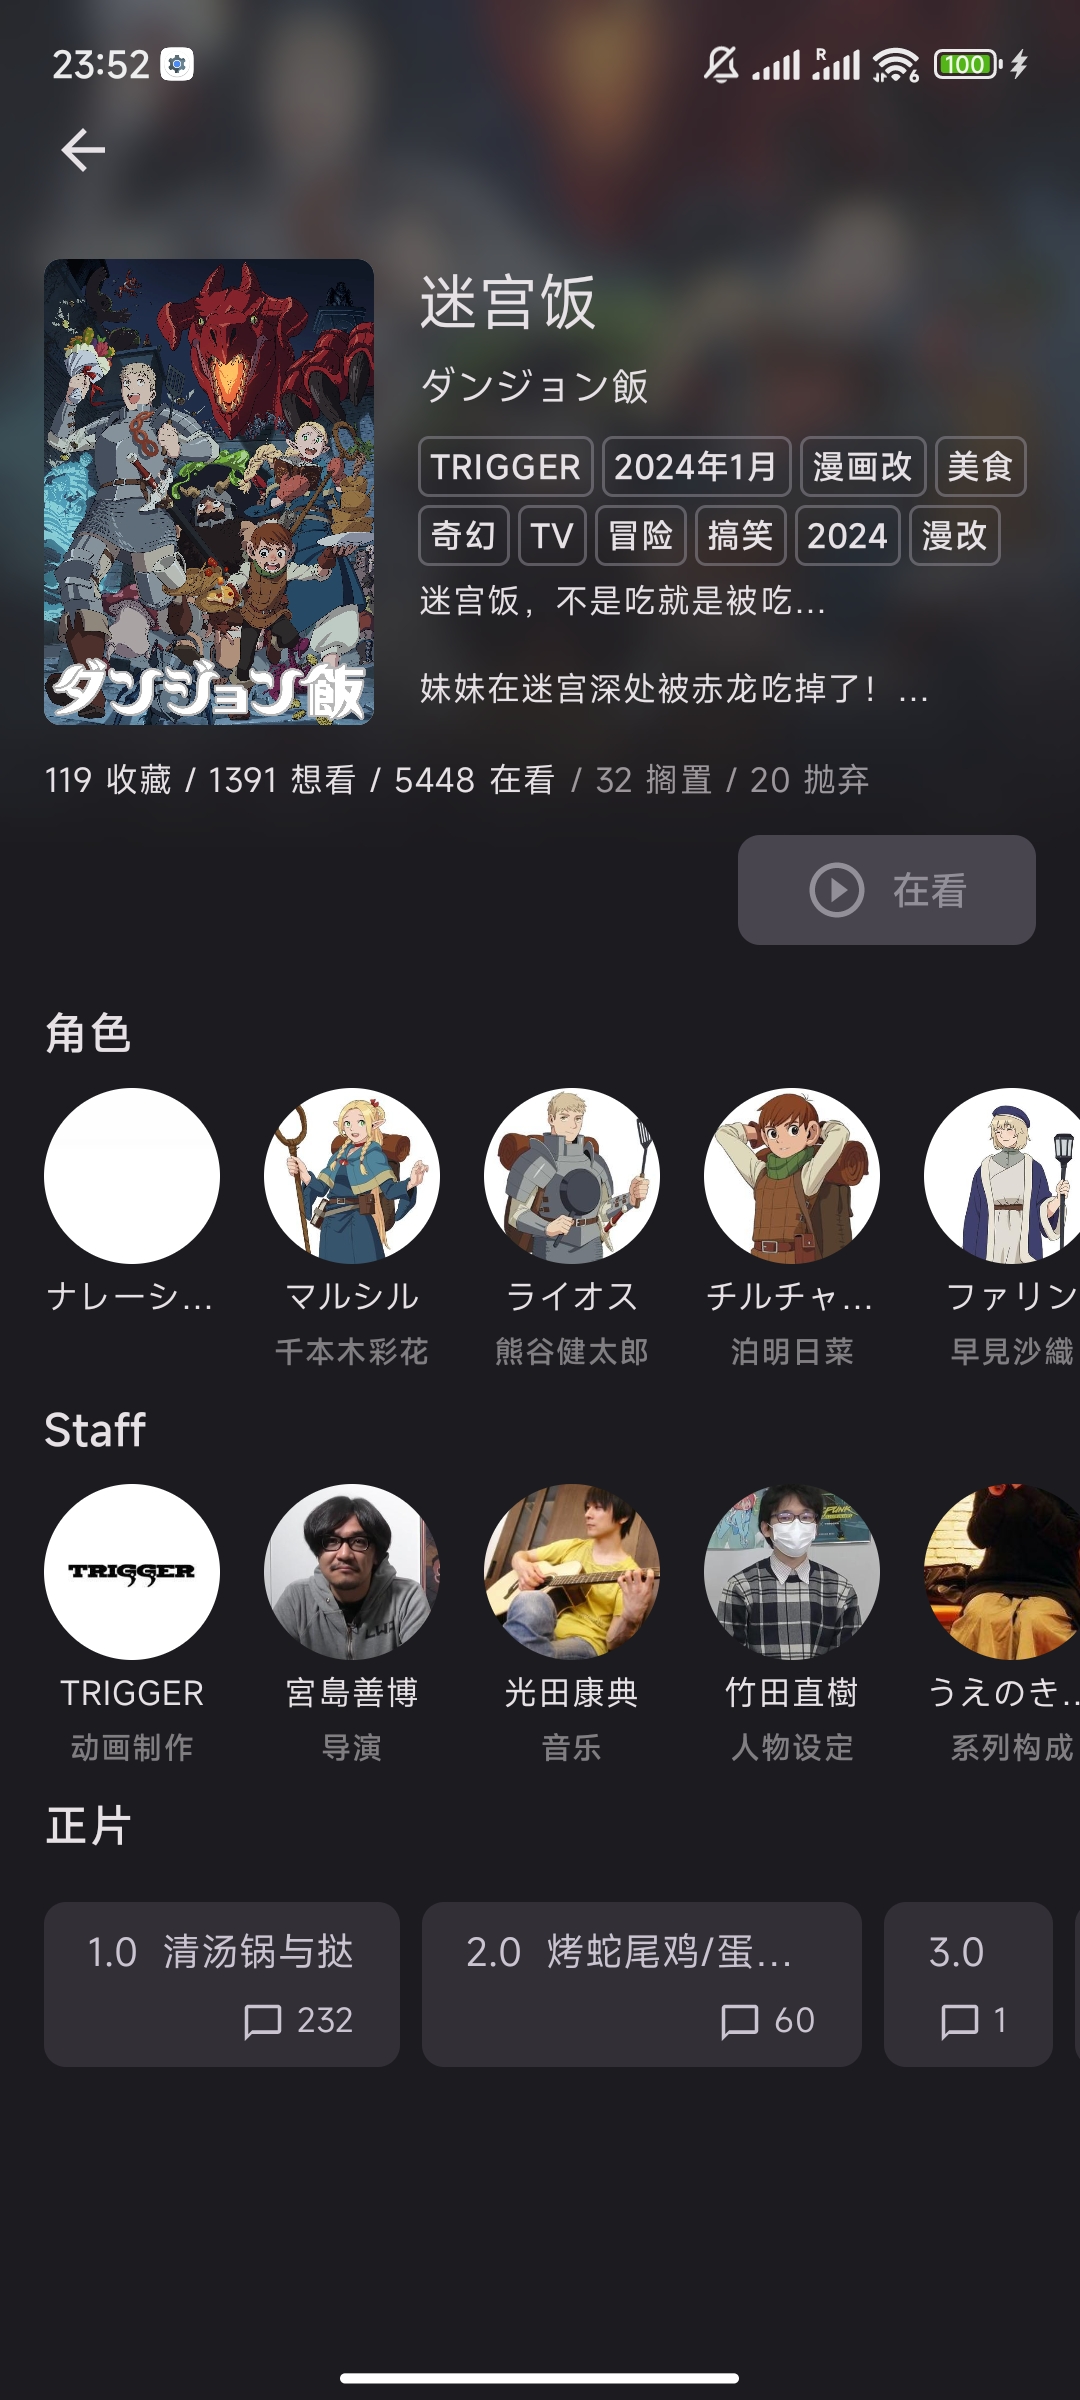 23:52
R
6
100
迷宫饭
ダンジョン飯
TRIGGER 2024年1月 漫画改 美食
奇幻 TV 冒险 搞笑 2024 漫改
迷宫饭，不是吃就是被吃...
妹妹在迷宫深处被赤龙吃掉了！...
ダンジョン飯
119 收藏 / 1391 想看 / 5448 在看 / 32 搁置 / 20 抛弃
在看
角色
ナレーシ... マルシル ライオス チルチャ... ファリン
千本木彩花 熊谷健太郎 泊明日菜 早見沙織
Staff
TRIGGER
TRIGGER 宮島善博 光田康典 竹田直樹 うえのき..
动画制作 导演 音乐 人物设定 系列构成
正片
1.0 清汤锅与挞 2.0 烤蛇尾鸡/蛋... 3.0
232 60 1